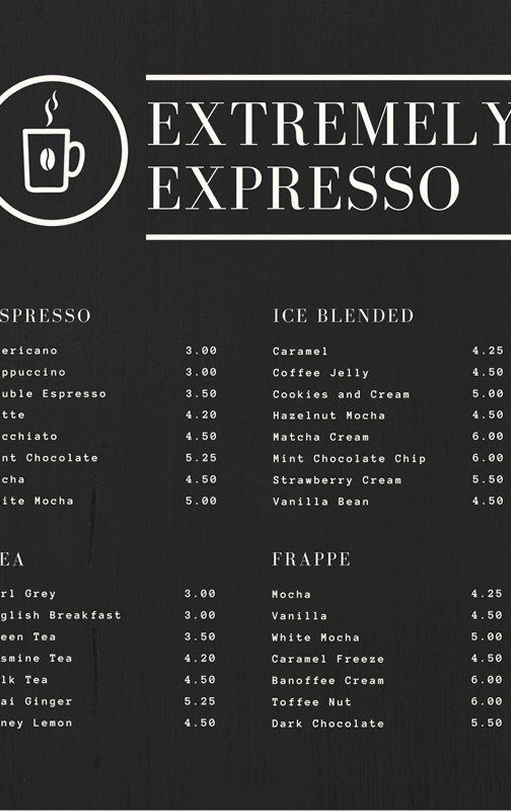 EXTREMELY
EXPRESSO
SPRESSO
ericano 3.00
ppuccino 3.00
uble Espresso 3.50
tte 4.20
cchiato 4.50
nt Chocolate 5.25
cha 4.50
ite Mocha 5.00
ICE BLENDED
Caramel 4.25
Coffee Jelly 4.50
Cookies and Cream 5.00
Hazelnut Mocha 4.50
Matcha Cream 6.00
Mint Chocolate Chip 6.00
Strawberry Cream 5.50
Vanilla Bean 4.50
EA
rl Grey 3.00
glish Breakfast 3.00
een Tea 3.50
smine Tea 4.20
lk Tea 4.50
ai Ginger 5.25
ney Lemon 4.50
FRAPPE
Mocha 4.25
Vanilla 4.50
White Mocha 5.00
Caramel Freeze 4.50
Banoffee Cream 6.00
Toffee Nut 6.00
Dark Chocolate 5.50